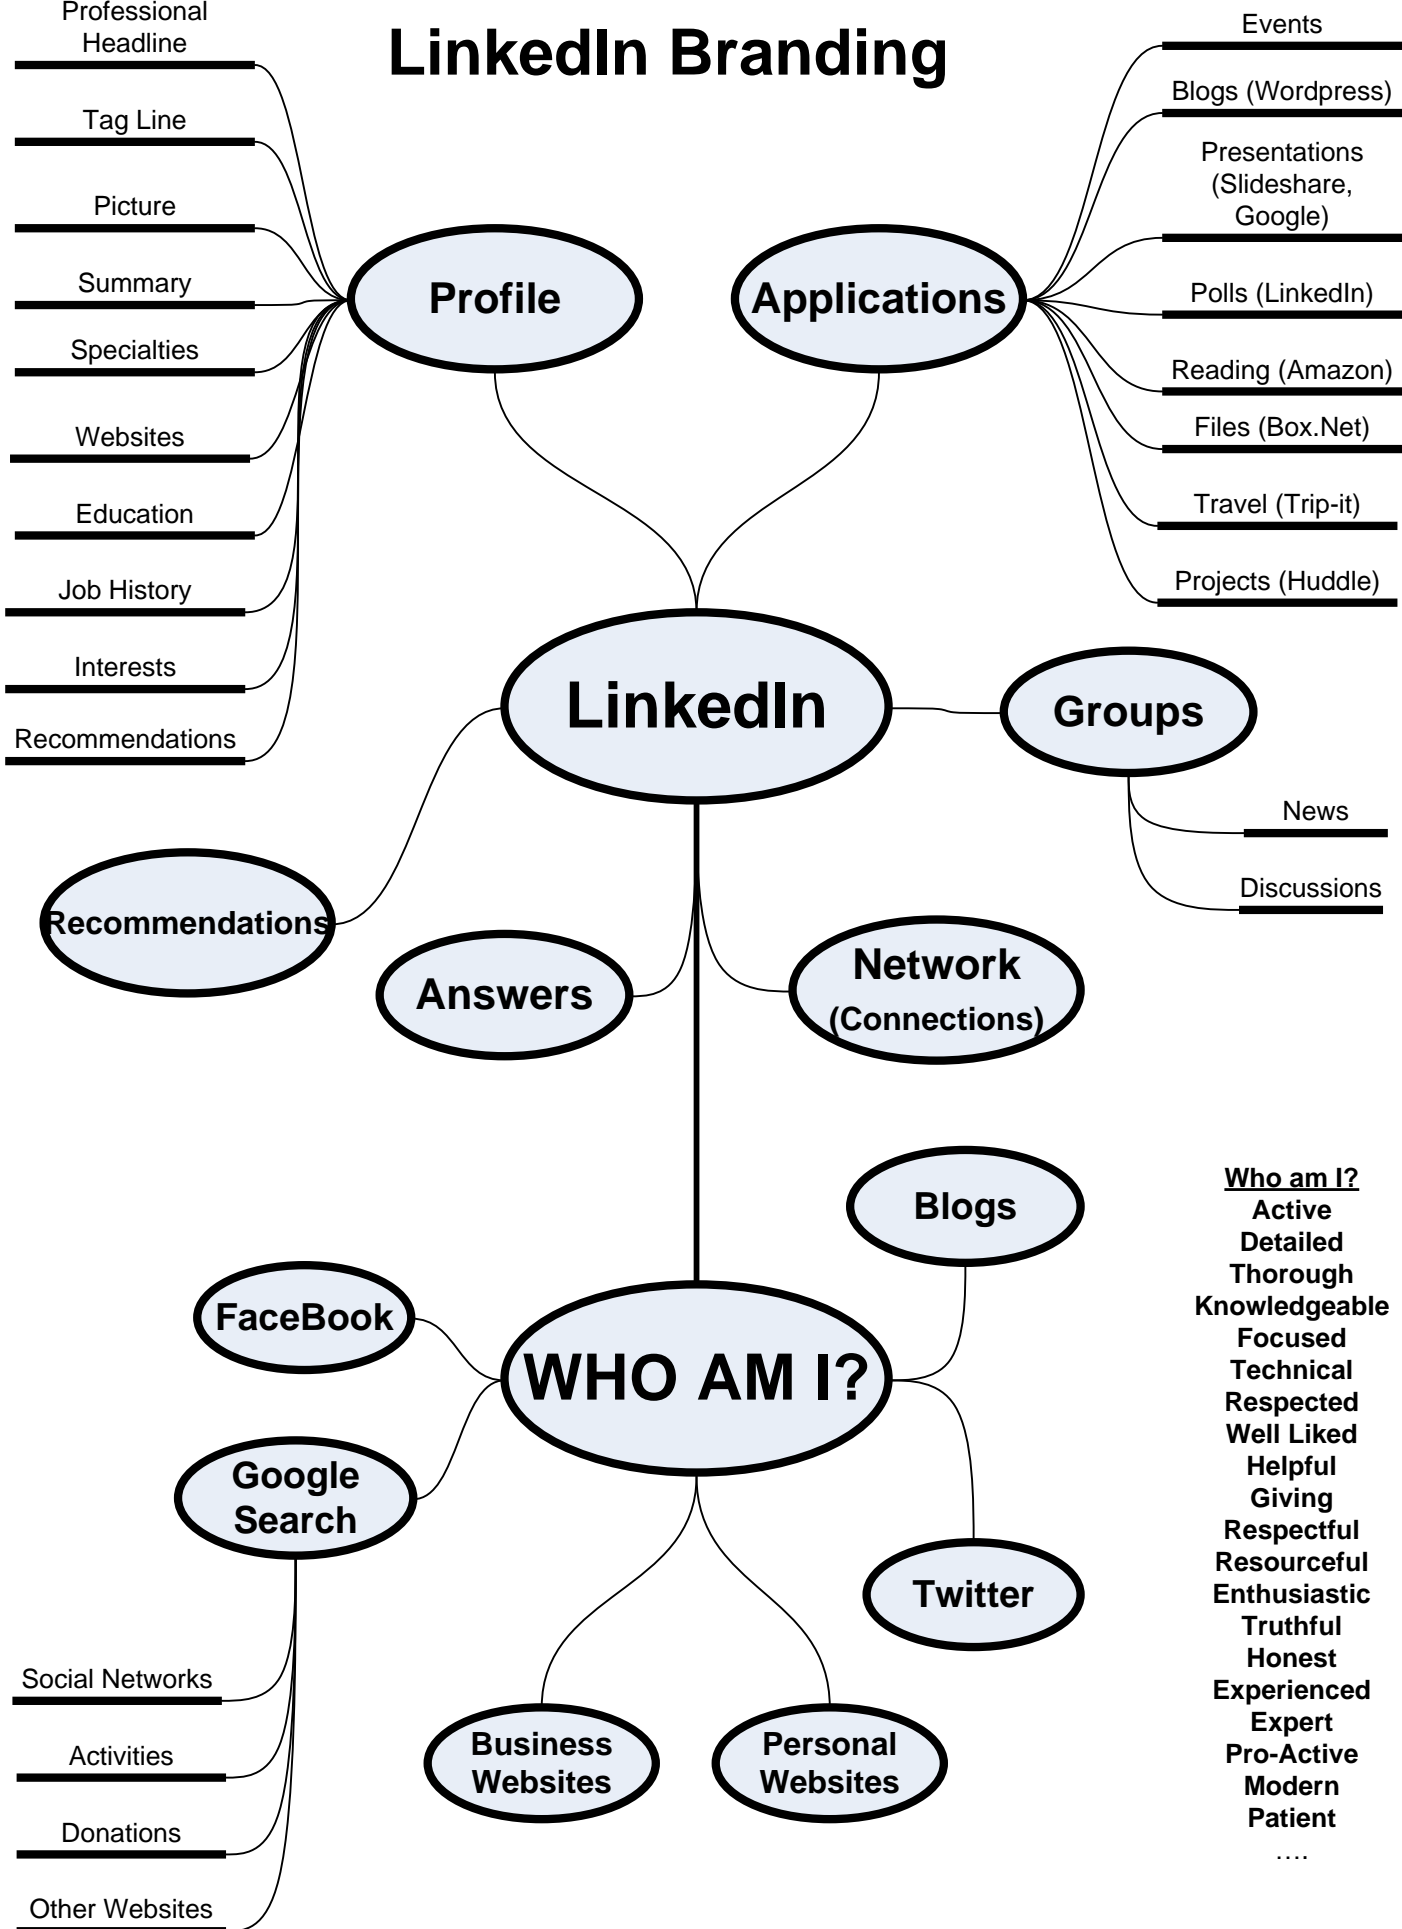 LinkedIn Branding
Professional
Headline
Tag Line
Picture
Summary
Specialties
Websites
Education
Job History
Interests
Recommendations
Profile
Applications
Events
Blogs (Wordpress)
Presentations
(Slideshare,
Google)
Polls (LinkedIn)
Reading (Amazon)
Files (Box.Net)
Travel (Trip-it)
Projects (Huddle)
LinkedIn
Groups
News
Discussions
Recommendations
Answers
Network
(Connections)
Blogs
FaceBook
WHO AM I?
Google
Search
Twitter
Social Networks
Activities
Donations
Other Websites
Business
Websites
Personal
Websites
Who am I?
Active
Detailed
Thorough
Knowledgeable
Focused
Technical
Respected
Well Liked
Helpful
Giving
Respectful
Resourceful
Enthusiastic
Truthful
Honest
Experienced
Expert
Pro-Active
Modern
Patient
....